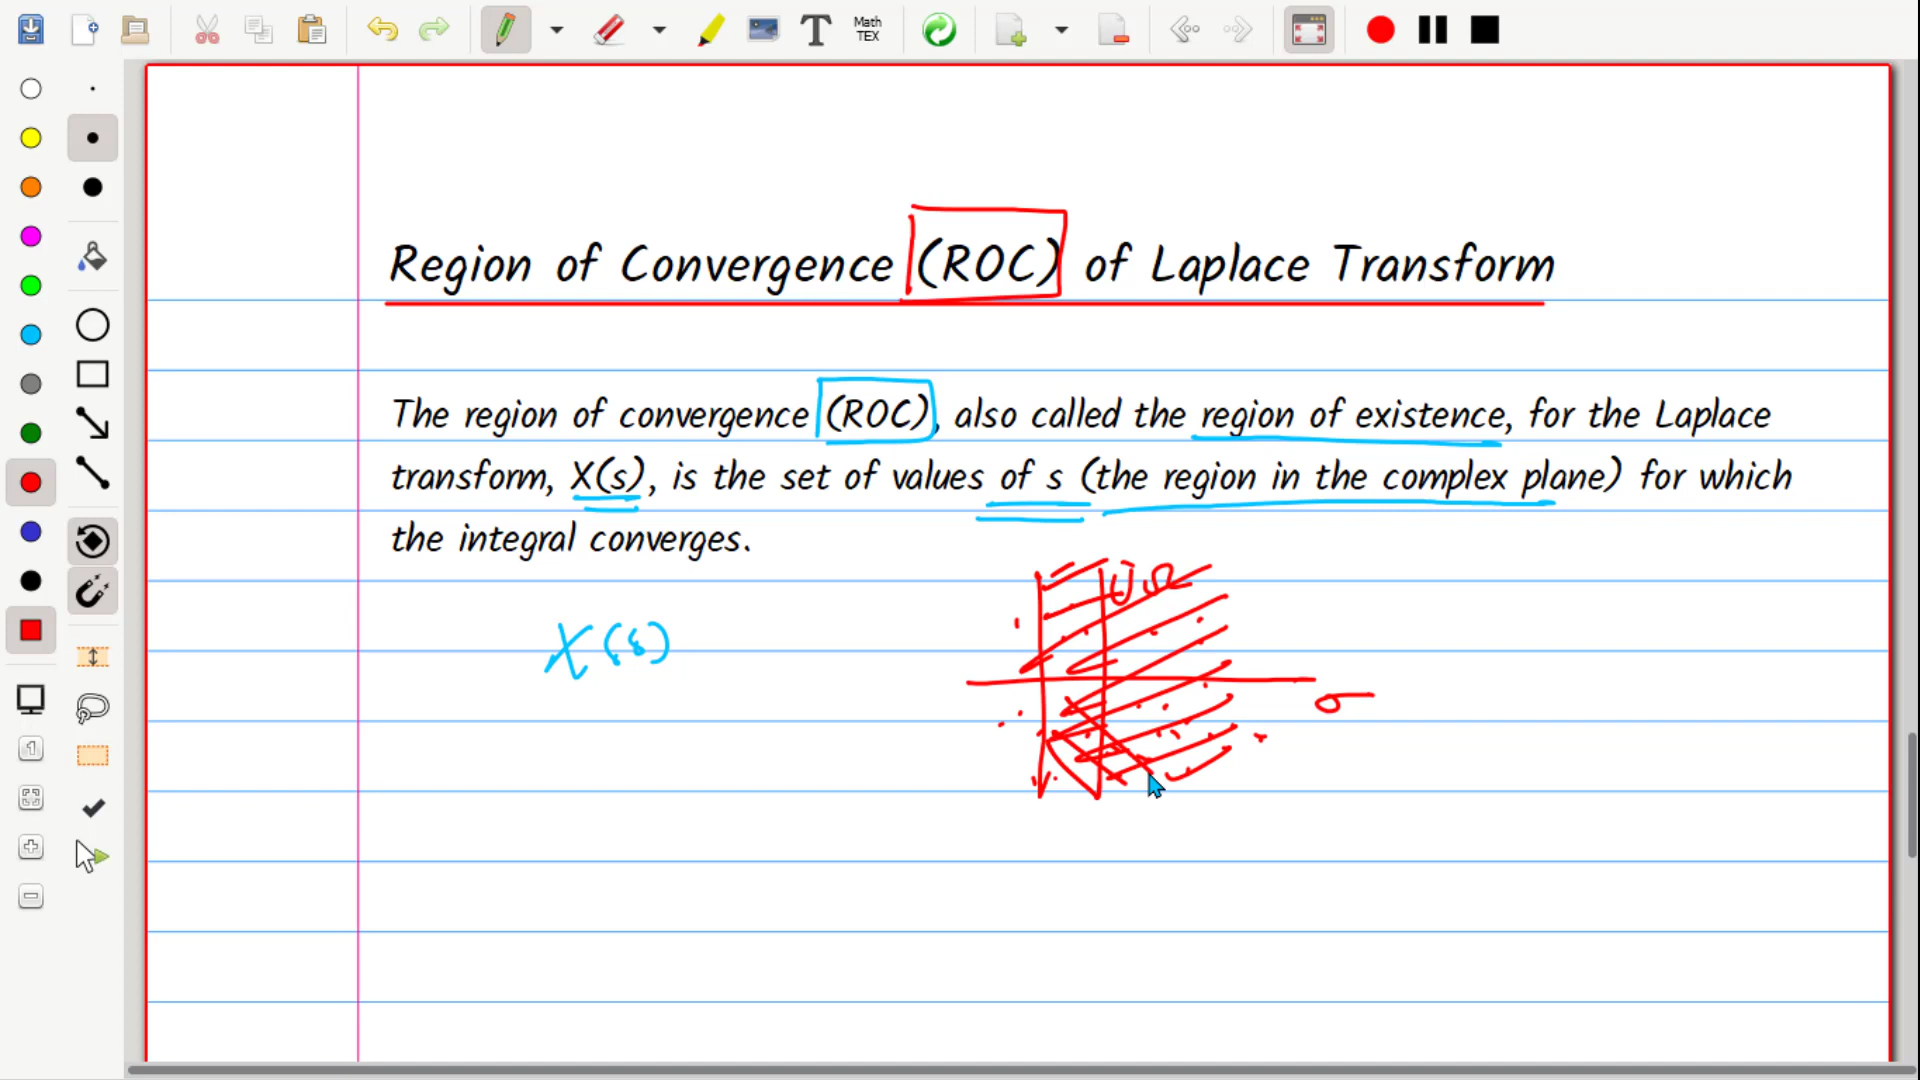 Math
TEX
Region of Convergence (ROC) of Laplace Transform
The region of convergence (ROC), also called the region of existence, for the Laplace
transform, X(s), is the set of values of s (the region in the complex plane) for which
the integral converges.
jΩ
X(s)
σ